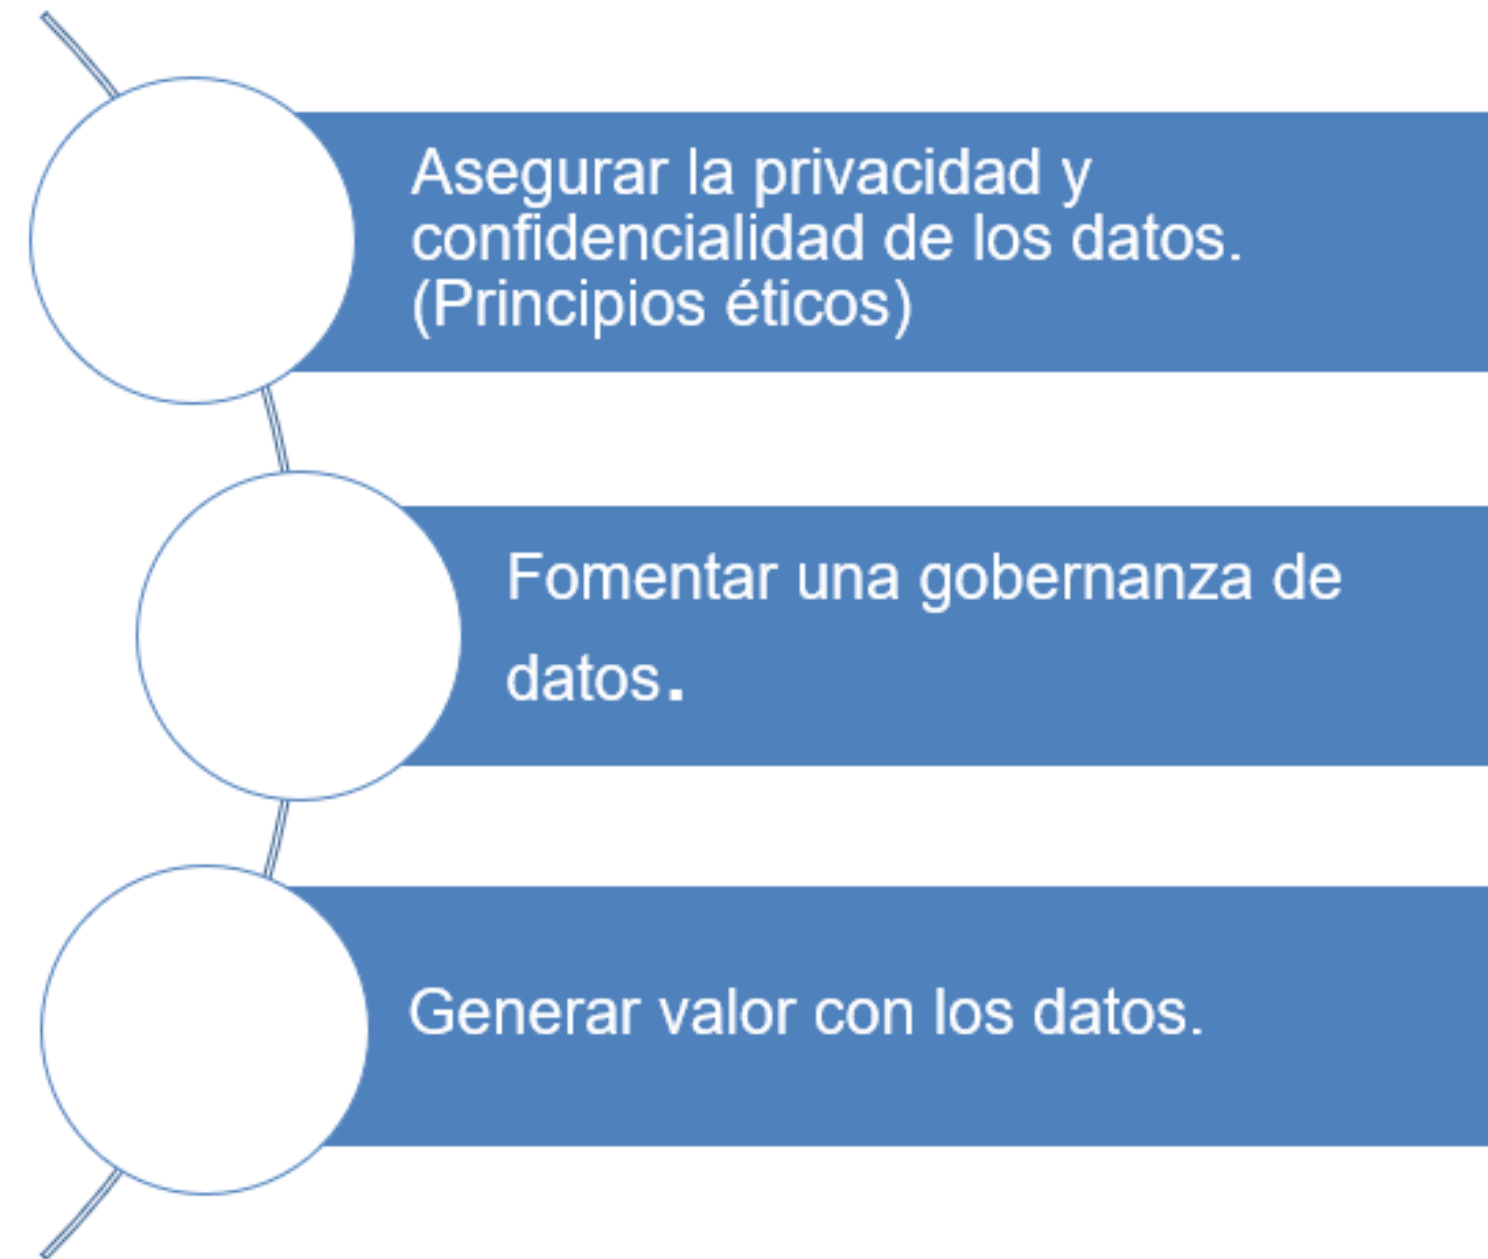 Asegurar la privacidad y
confidencialidad de los datos.
(Principios éticos)
Fomentar una gobernanza de
datos.
Generar valor con los datos.